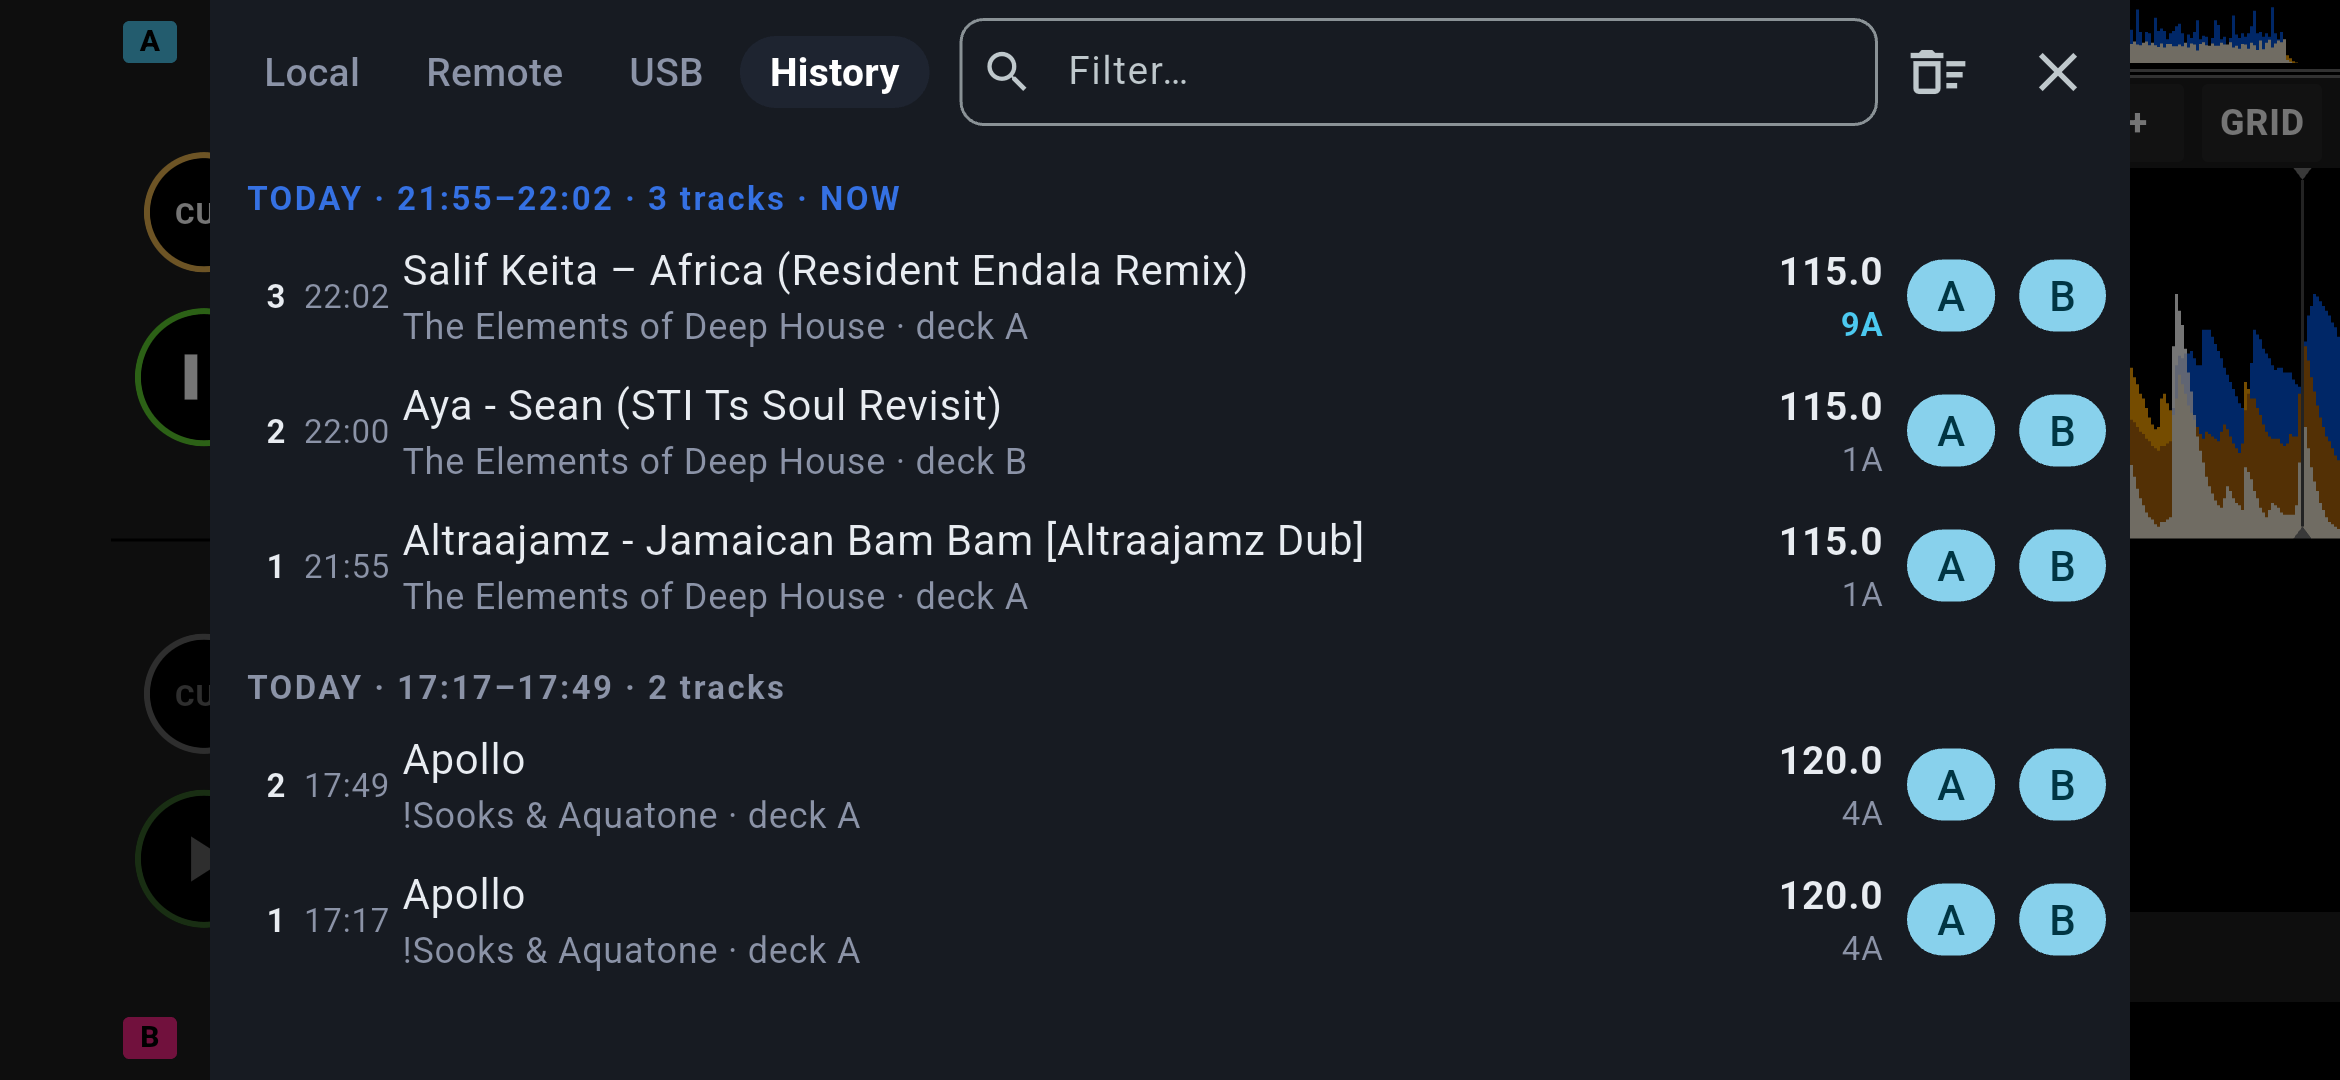 A
Local Remote USB History Filter…
+ GRID
CU
TODAY · 21:55–22:02 · 3 tracks · NOW
3 22:02 Salif Keita – Africa (Resident Endala Remix) 115.0 A B
The Elements of Deep House · deck A 9A
2 22:00 Aya - Sean (STI Ts Soul Revisit) 115.0 A B
The Elements of Deep House · deck B 1A
1 21:55 Altraajamz - Jamaican Bam Bam [Altraajamz Dub] 115.0 A B
The Elements of Deep House · deck A 1A
CU
TODAY · 17:17–17:49 · 2 tracks
2 17:49 Apollo 120.0 A B
!Sooks & Aquatone · deck A 4A
1 17:17 Apollo 120.0 A B
!Sooks & Aquatone · deck A 4A
B